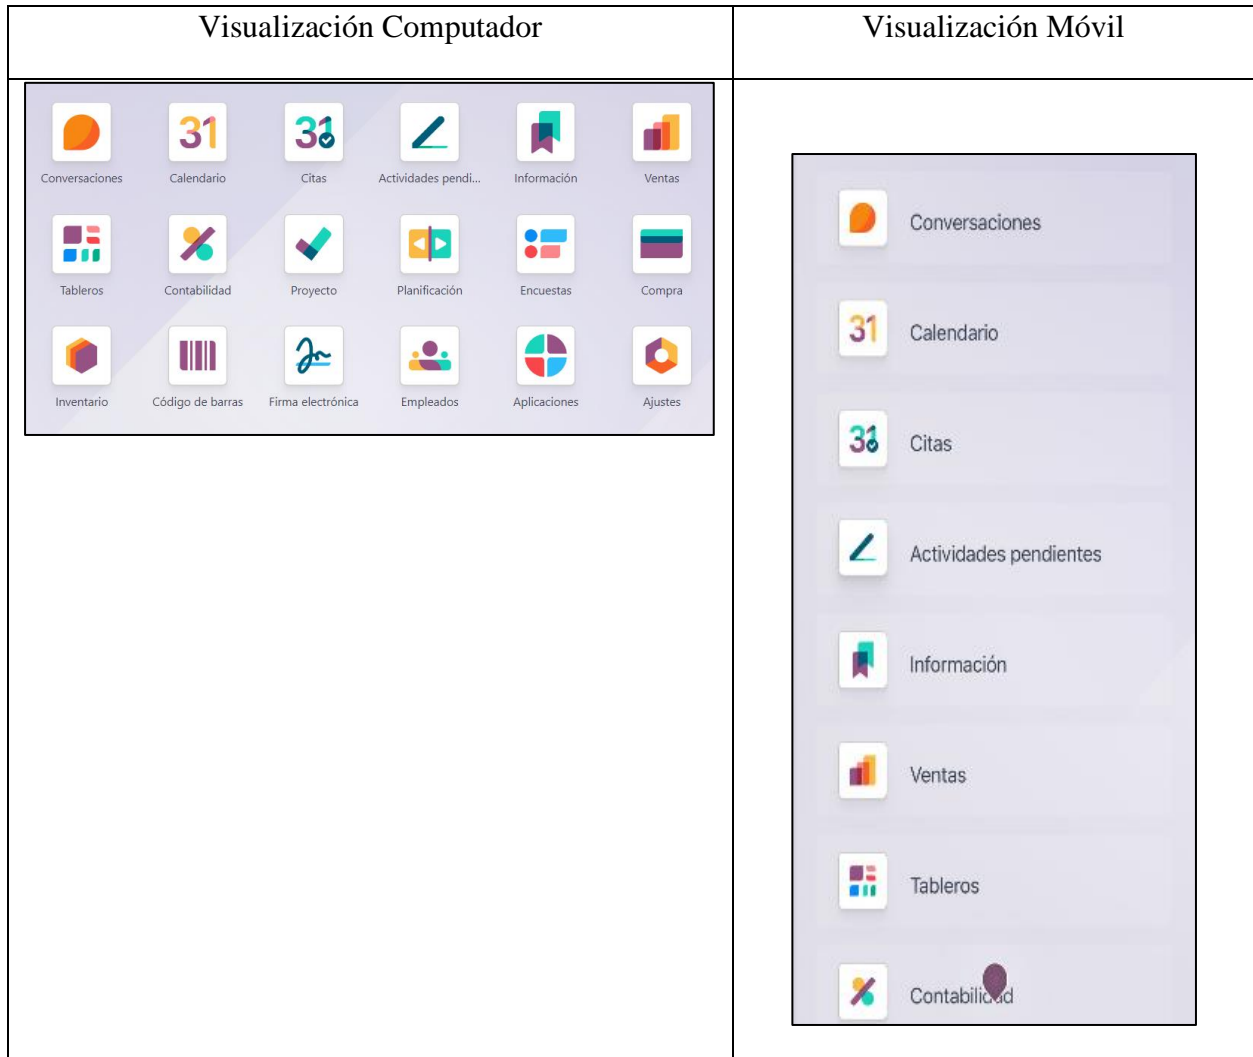 Visualización Computador
Visualización Móvil
Conversaciones
Calendario
Citas
Actividades pendi...
Información
Ventas
Tableros
Contabilidad
Proyecto
Planificación
Encuestas
Compra
Inventario
Código de barras
Firma electrónica
Empleados
Aplicaciones
Ajustes
Conversaciones
Calendario
Citas
Actividades pendientes
Información
Ventas
Tableros
Contabilidad